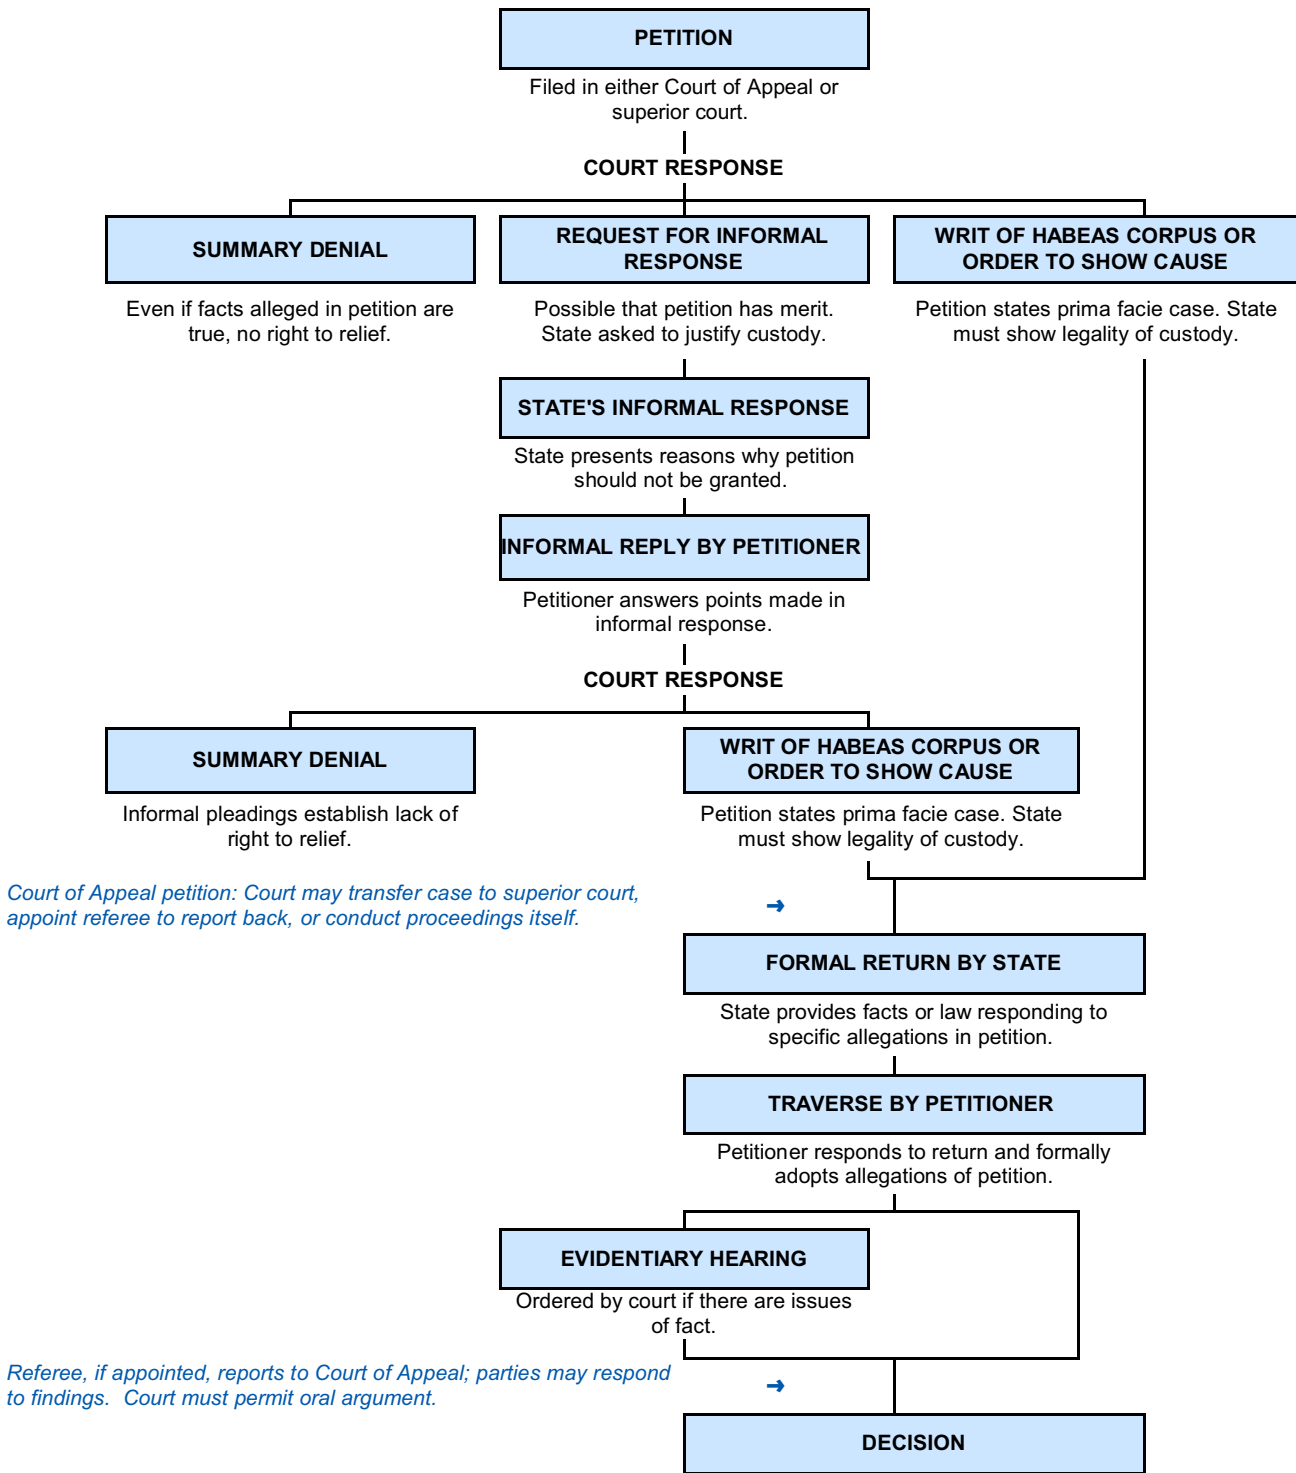 PETITION
Filed in either Court of Appeal or
superior court.
COURT RESPONSE
SUMMARY DENIAL
Even if facts alleged in petition are
true, no right to relief.
REQUEST FOR INFORMAL
RESPONSE
Possible that petition has merit.
State asked to justify custody.
WRIT OF HABEAS CORPUS OR
ORDER TO SHOW CAUSE
Petition states prima facie case. State
must show legality of custody.
STATE'S INFORMAL RESPONSE
State presents reasons why petition
should not be granted.
INFORMAL REPLY BY PETITIONER
Petitioner answers points made in
informal response.
COURT RESPONSE
SUMMARY DENIAL
Informal pleadings establish lack of
right to relief.
WRIT OF HABEAS CORPUS OR
ORDER TO SHOW CAUSE
Petition states prima facie case. State
must show legality of custody.
Court of Appeal petition: Court may transfer case to superior court,
appoint referee to report back, or conduct proceedings itself.
➔
FORMAL RETURN BY STATE
State provides facts or law responding to
specific allegations in petition.
TRAVERSE BY PETITIONER
Petitioner responds to return and formally
adopts allegations of petition.
EVIDENTIARY HEARING
Ordered by court if there are issues
of fact.
Referee, if appointed, reports to Court of Appeal; parties may respond
to findings.  Court must permit oral argument.
➔
DECISION